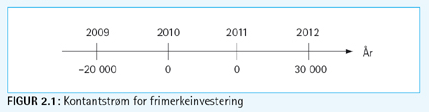 2009 2010 2011 2012
År
−20 000 0 0 30 000
FIGUR 2.1: Kontantstrøm for frimerkeinvestering